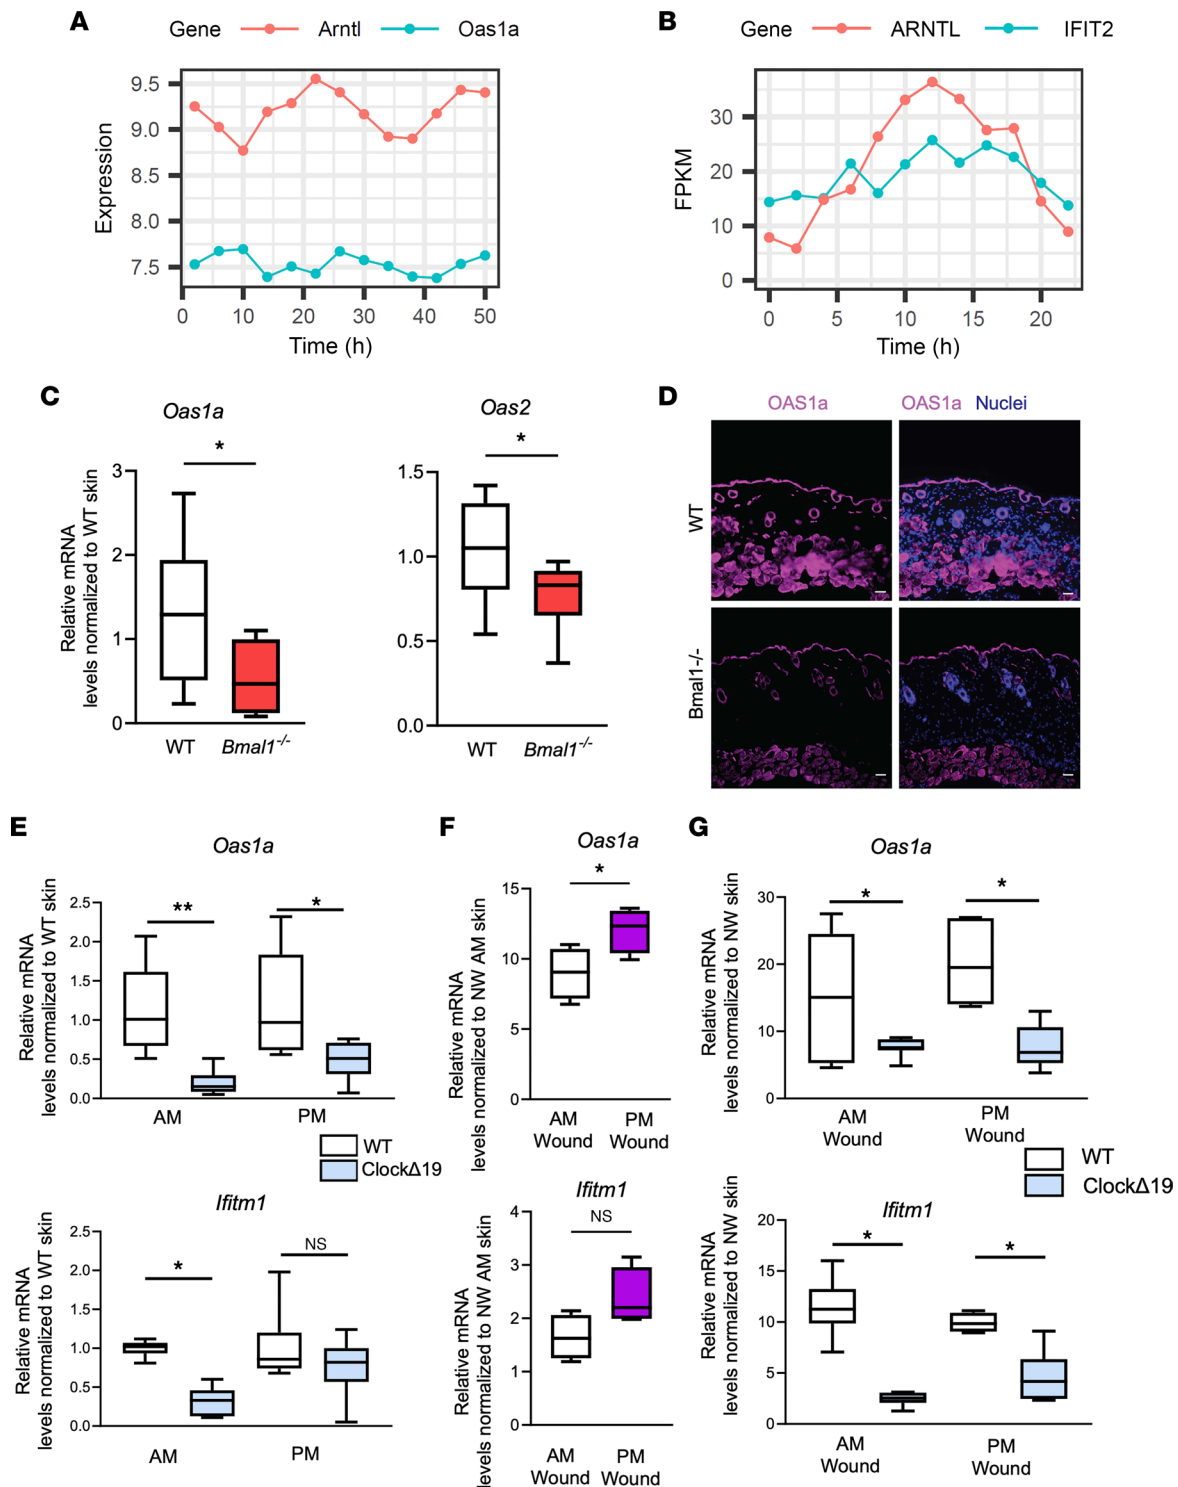 A
Gene Arntl Oas1a
9.5
9.0
8.5
8.0
7.5
Expression
0 10 20 30 40 50
Time (h)
B
Gene ARNTL IFIT2
30
20
10
0
FPKM
0 5 10 15 20
Time (h)
C
Oas1a
*
3
2
1
0
Relative mRNA
levels normalized to WT skin
WT Bmal1-/-
Oas2
*
1.5
1.0
0.5
0.0
WT Bmal1-/-
D
OAS1a OAS1a Nuclei
WT
Bmal1-/-
E
Oas1a
** *
2.5
2.0
1.5
1.0
0.5
0.0
Relative mRNA
levels normalized to WT skin
AM PM
WT
ClockΔ19
Ifitm1
* NS
2.5
2.0
1.5
1.0
0.5
0.0
Relative mRNA
levels normalized to WT skin
AM PM
F
Oas1a
*
15
10
5
0
Relative mRNA
levels normalized to NW AM skin
AM PM
Wound Wound
Ifitm1
NS
4
3
2
1
0
Relative mRNA
levels normalized to NW AM skin
AM PM
Wound Wound
G
Oas1a
* *
30
20
10
0
Relative mRNA
levels normalized to NW skin
AM PM
Wound Wound
WT
ClockΔ19
Ifitm1
* *
20
15
10
5
0
Relative mRNA
levels normalized to NW skin
AM PM
Wound Wound